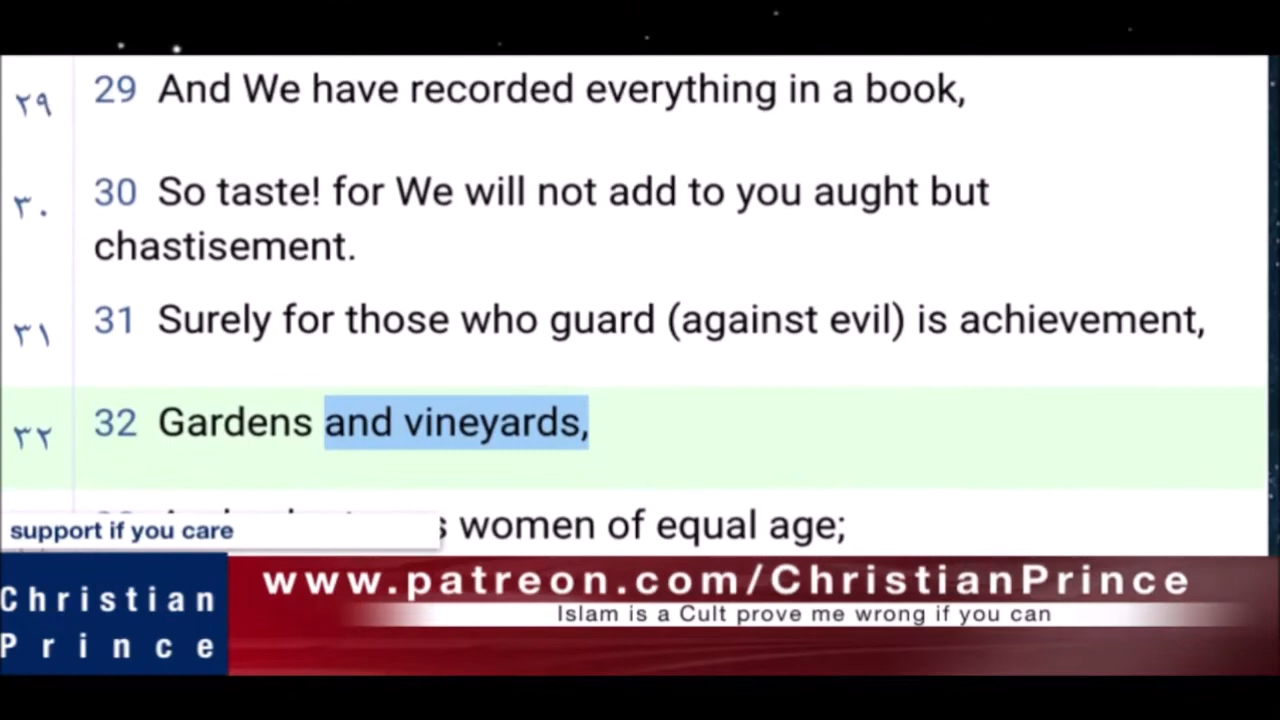 ٢٩ 29 And We have recorded everything in a book,
٣٠ 30 So taste! for We will not add to you aught but
chastisement.
٣١ 31 Surely for those who guard (against evil) is achievement,
٣٢ 32 Gardens and vineyards,
women of equal age;
support if you care
Christian
Prince
www.patreon.com/ChristianPrince
Islam is a Cult prove me wrong if you can